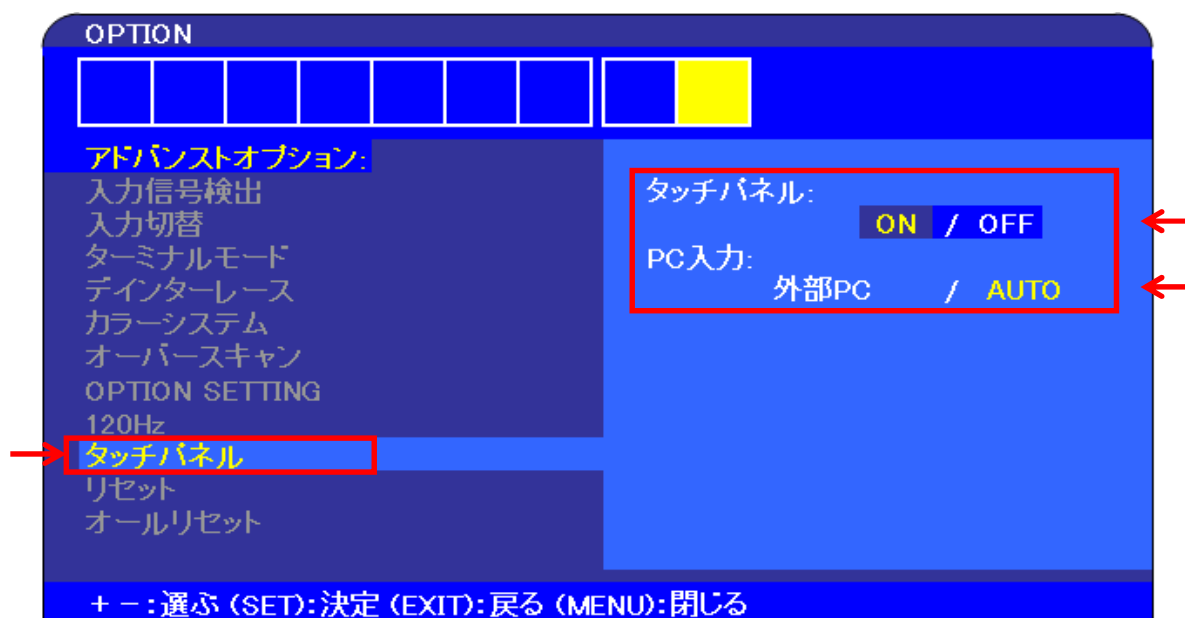 OPTION
アドバンストオプション:
入力信号検出
入力切替
ターミナルモード
デインターレース
カラーシステム
オーバースキャン
OPTION SETTING
120Hz
タッチパネル
リセット
オールリセット
タッチパネル:
ON / OFF
PC入力:
外部PC / AUTO
+ -:選ぶ (SET):決定 (EXIT):戻る (MENU):閉じる